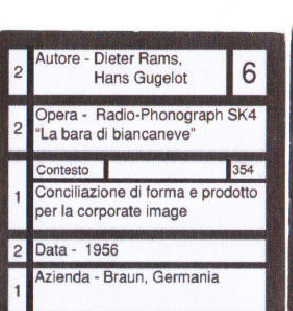 2 Autore - Dieter Rams,
Hans Gugelot 6
2 Opera - Radio-Phonograph SK4
“La bara di biancaneve”
Contesto 354
1 Conciliazione di forma e prodotto
per la corporate image
2 Data - 1956
1 Azienda - Braun, Germania